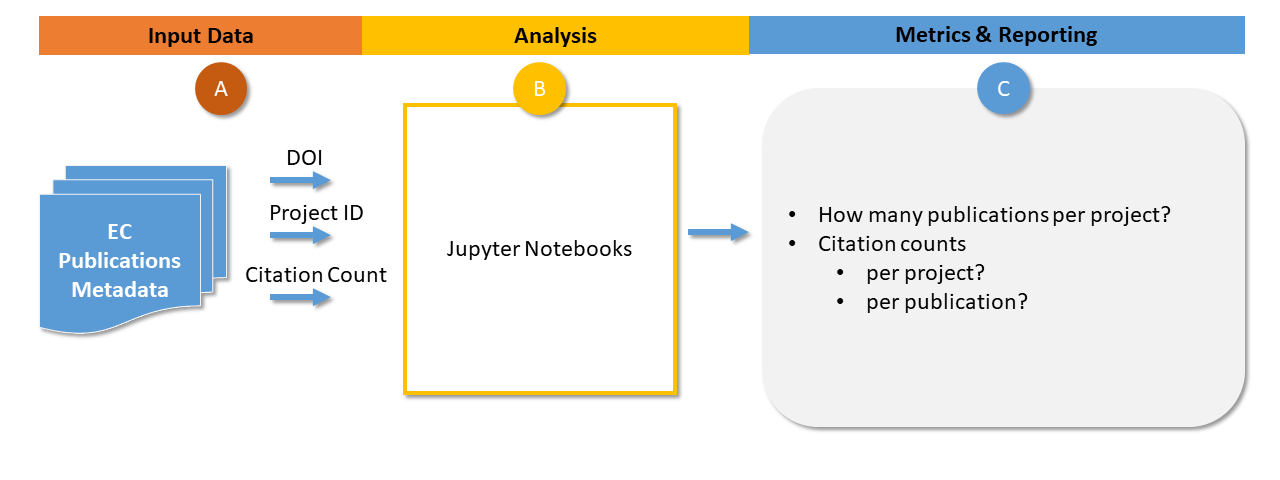 Input Data
Analysis
Metrics & Reporting
A
B
C
EC
Publications
Metadata
DOI
Project ID
Citation Count
Jupyter Notebooks
• How many publications per project?
• Citation counts
• per project?
• per publication?